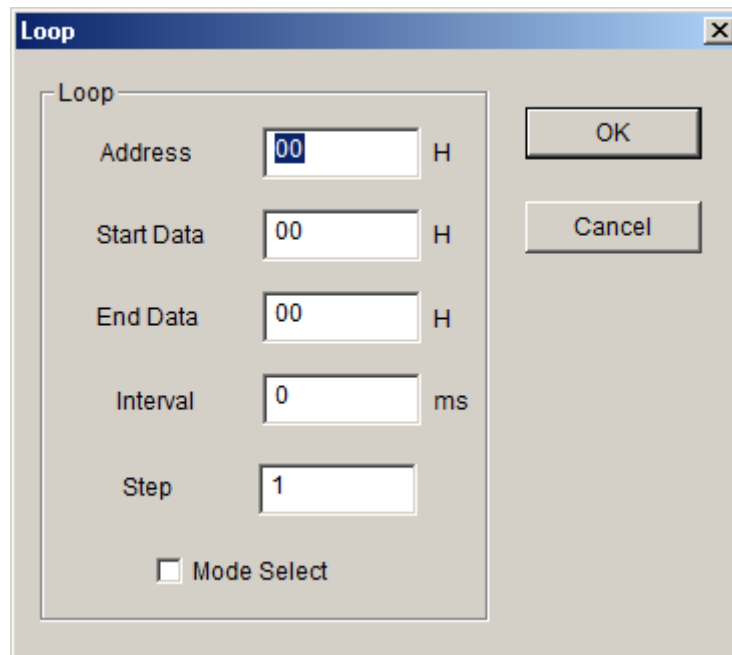 Loop
Loop
Address 00 H
OK
Start Data 00 H
Cancel
End Data 00 H
Interval 0 ms
Step 1
Mode Select